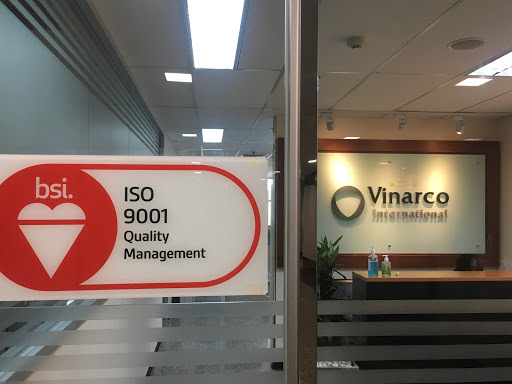 bsi.
ISO
9001
Quality
Management
Vinarco
International